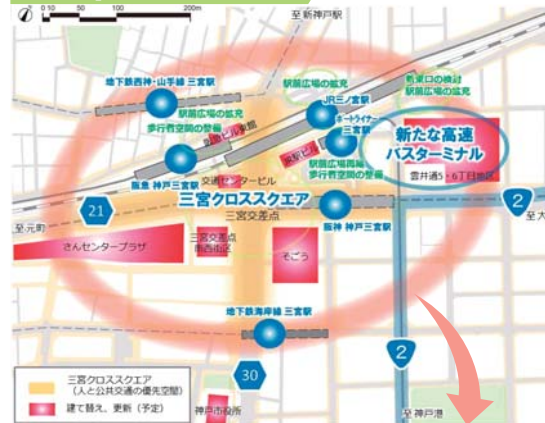 0 10 50 100 200m
至 新神戸駅
地下鉄西神・山手線 三宮駅
駅前広場の拡充
歩行者空間の整備
駅前広場の拡充
JR三ノ宮駅
新東口の検討
駅前広場の拡充
ポートライナー
三宮駅
新たな高速
バスターミナル
雲井通5・6丁目地区
阪急 神戸三宮駅
交通センタービル
駅前広場再編
歩行者空間の整備
三宮クロススクエア
三宮交差点
21
2
至 元町
至 大
さんセンタープラザ
三宮交差点
南西街区
そごう
阪神 神戸三宮駅
地下鉄海岸線 三宮駅
2
30
三宮クロススクエア
(人と公共交通の優先空間)
建て替え、更新(予定)
神戸市役所
至 神戸港